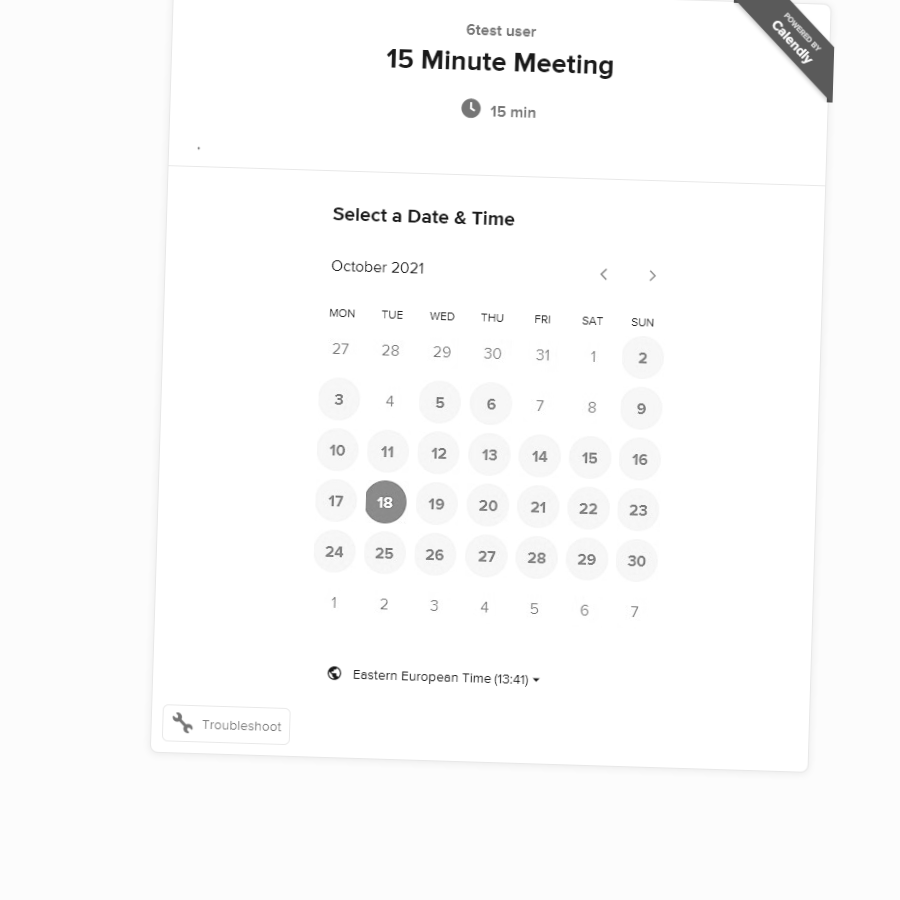 POWERED BY
Calendly
6test user
15 Minute Meeting
15 min
.
Select a Date & Time
October 2021
MON TUE WED THU FRI SAT SUN
27 28 29 30 31 1 2
3 4 5 6 7 8 9
10 11 12 13 14 15 16
17 18 19 20 21 22 23
24 25 26 27 28 29 30
1 2 3 4 5 6 7
Eastern European Time (13:41)
Troubleshoot